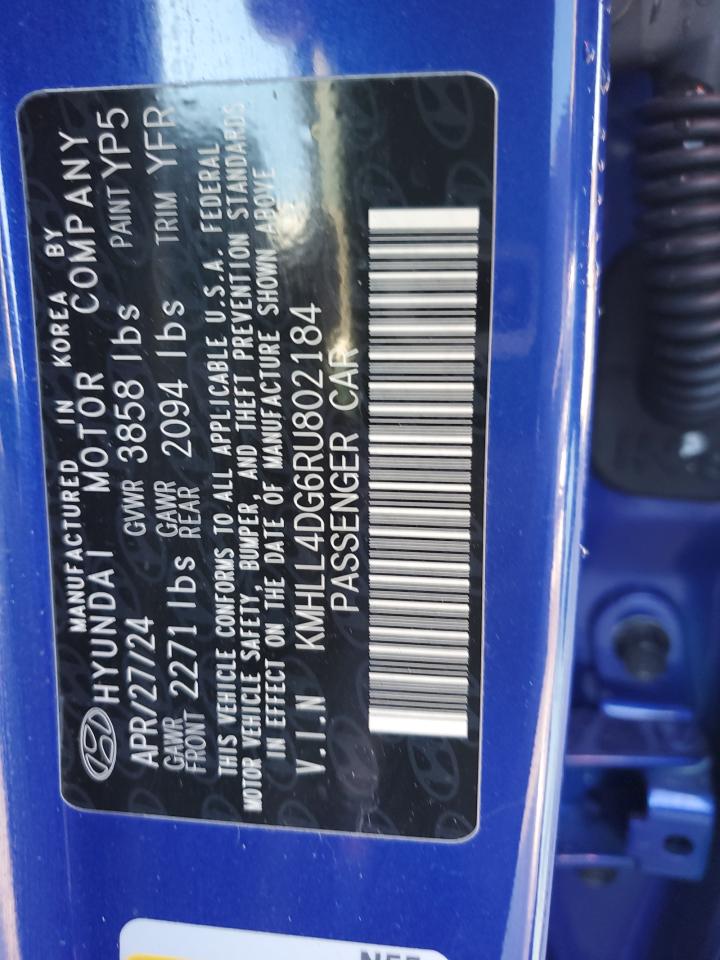 MANUFACTURED IN KOREA BY
HYUNDAI MOTOR COMPANY
APR/27/24 GVWR 3858 lbs PAINT YP5
GAWR FRONT 2271 lbs GAWR REAR 2094 lbs TRIM YFR
THIS VEHICLE CONFORMS TO ALL APPLICABLE U.S.A. FEDERAL
MOTOR VEHICLE SAFETY, BUMPER, AND THEFT PREVENTION STANDARDS
IN EFFECT ON THE DATE OF MANUFACTURE SHOWN ABOVE
V.I.N KMHLL4DG6RU802184
PASSENGER CAR